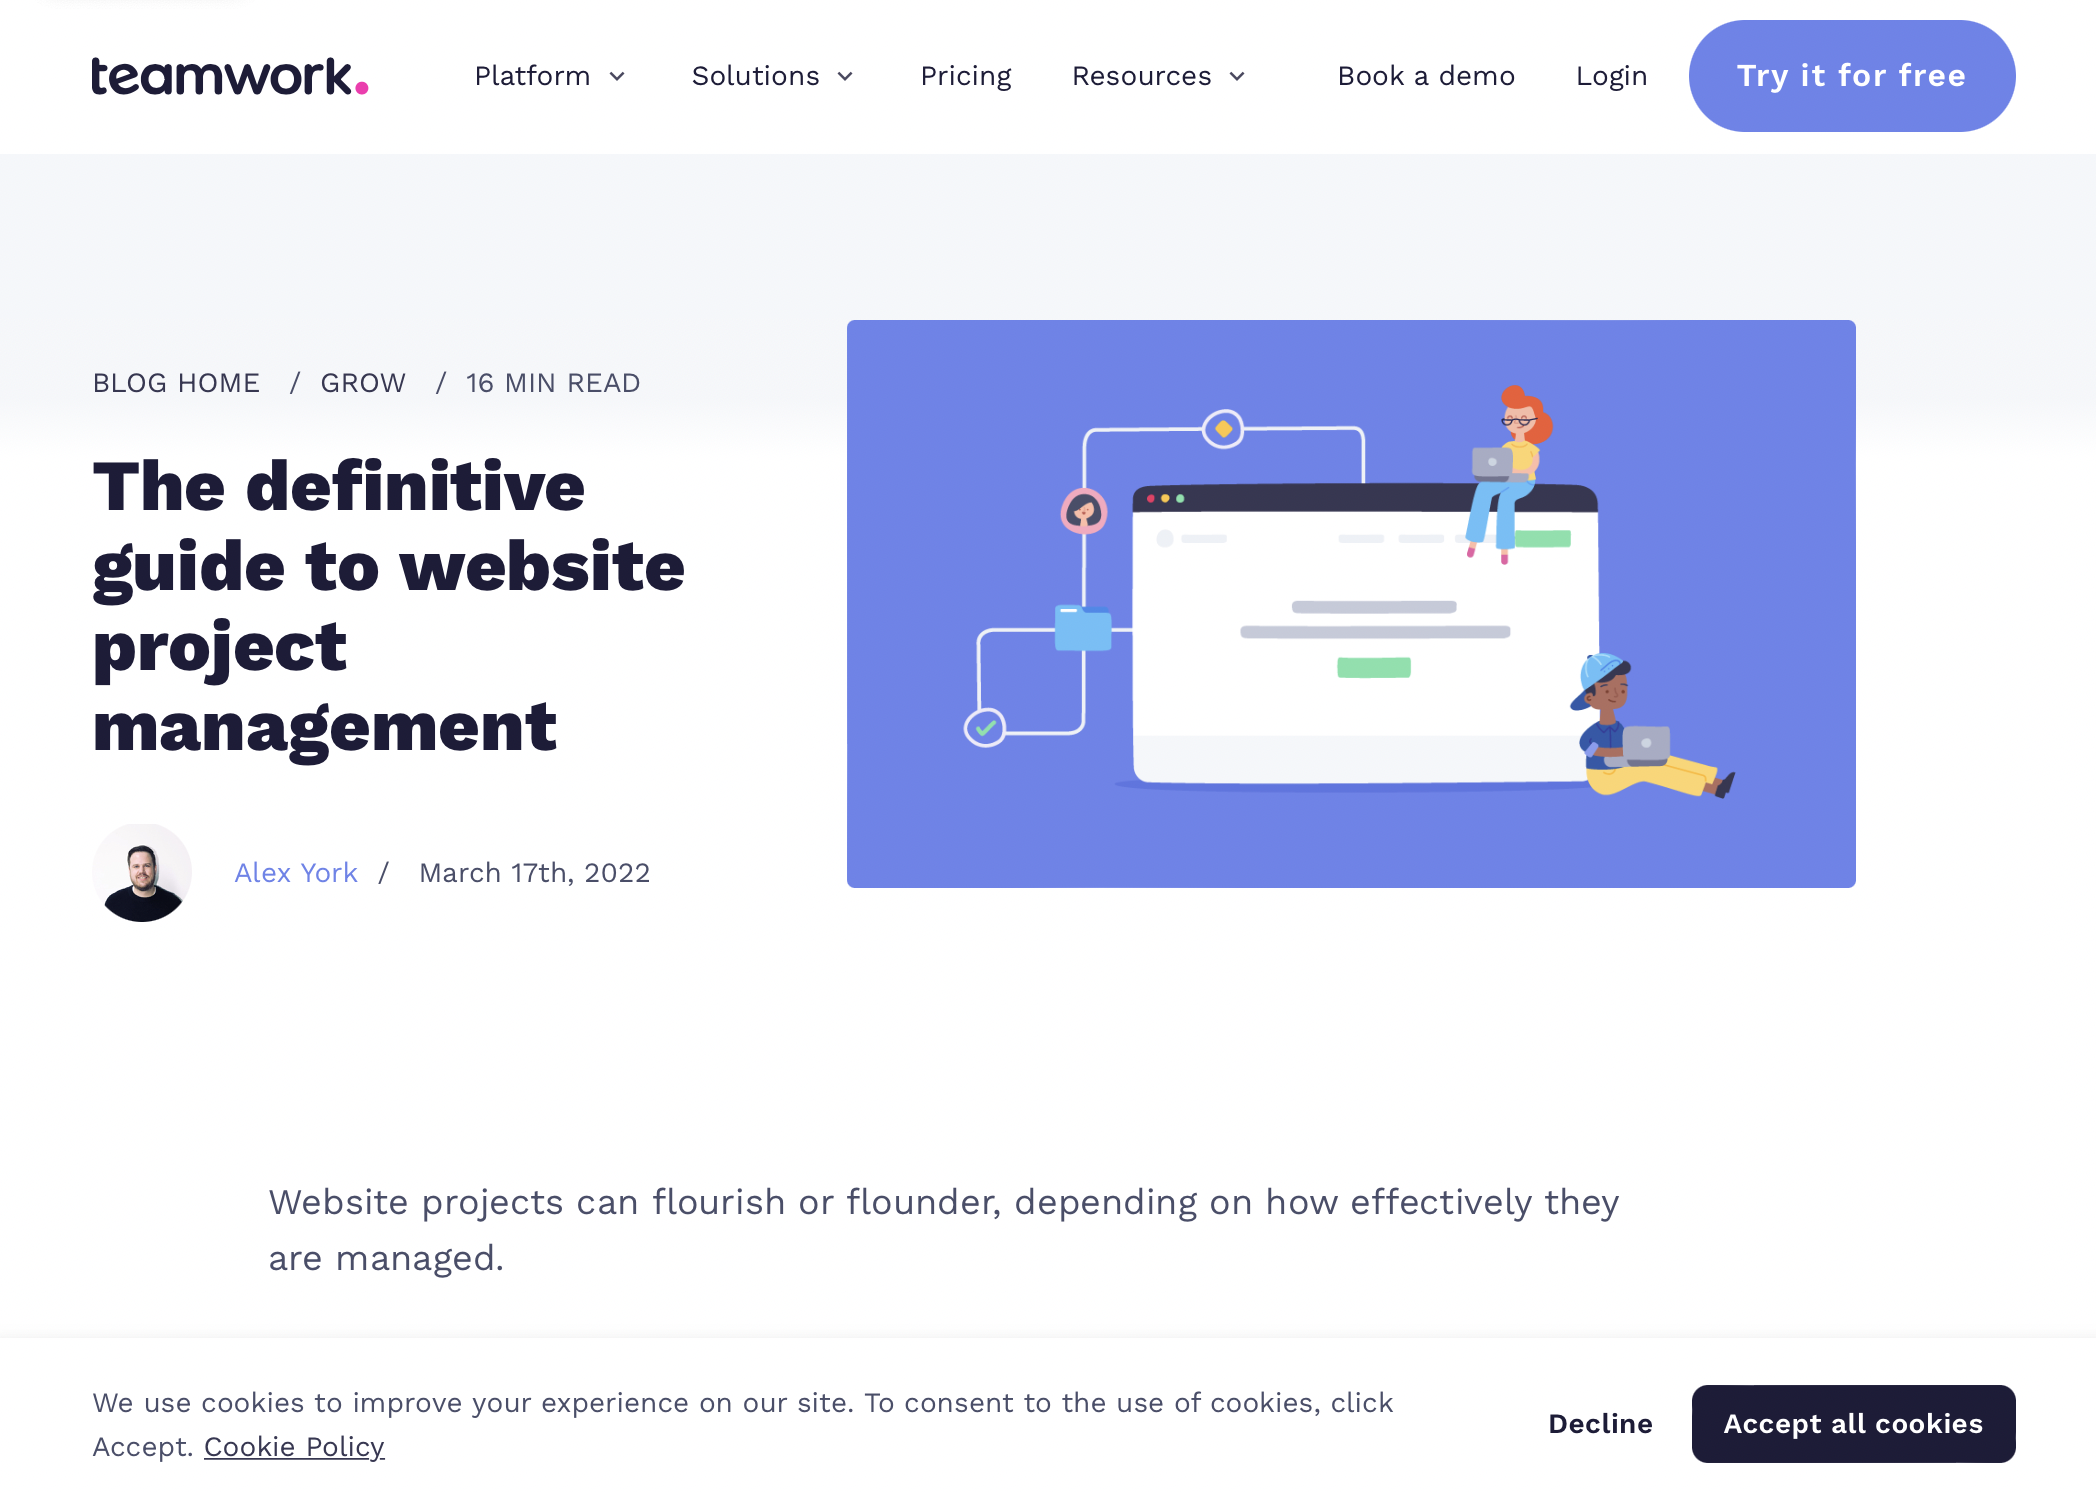 teamwork.
Platform
Solutions
Pricing
Resources
Book a demo
Login
Try it for free
BLOG HOME / GROW / 16 MIN READ
The definitive
guide to website
project
management
Alex York / March 17th, 2022
Website projects can flourish or flounder, depending on how effectively they
are managed.
We use cookies to improve your experience on our site. To consent to the use of cookies, click
Accept. Cookie Policy
Decline
Accept all cookies